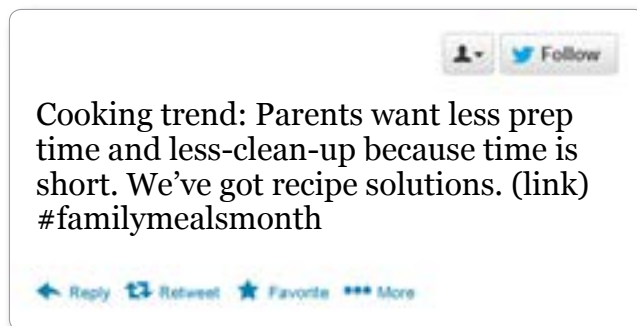 Follow
Cooking trend: Parents want less prep
time and less-clean-up because time is
short. We’ve got recipe solutions. (link)
#familymealsmonth
Reply Retweet Favorite More